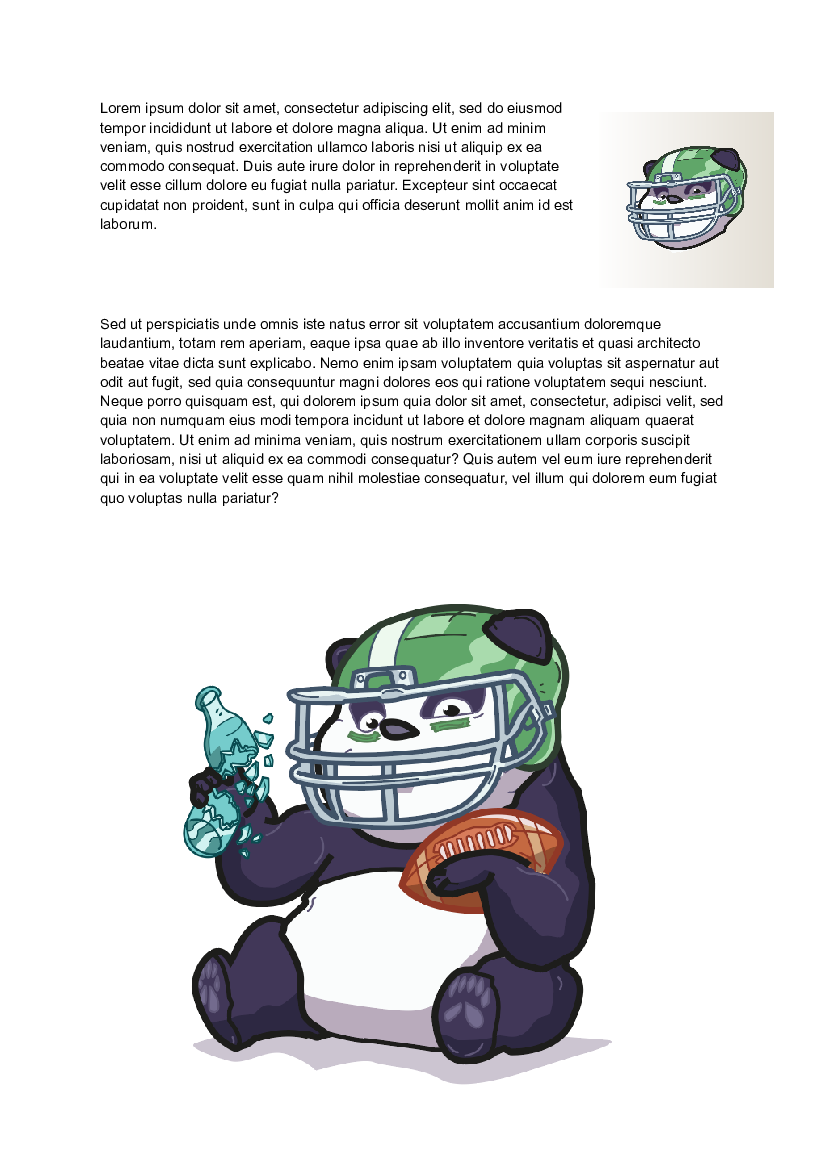 Lorem ipsum dolor sit amet, consectetur adipiscing elit, sed do eiusmod
tempor incididunt ut labore et dolore magna aliqua. Ut enim ad minim
veniam, quis nostrud exercitation ullamco laboris nisi ut aliquip ex ea
commodo consequat. Duis aute irure dolor in reprehenderit in voluptate
velit esse cillum dolore eu fugiat nulla pariatur. Excepteur sint occaecat
cupidatat non proident, sunt in culpa qui officia deserunt mollit anim id est
laborum.
Sed ut perspiciatis unde omnis iste natus error sit voluptatem accusantium doloremque
laudantium, totam rem aperiam, eaque ipsa quae ab illo inventore veritatis et quasi architecto
beatae vitae dicta sunt explicabo. Nemo enim ipsam voluptatem quia voluptas sit aspernatur aut
odit aut fugit, sed quia consequuntur magni dolores eos qui ratione voluptatem sequi nesciunt.
Neque porro quisquam est, qui dolorem ipsum quia dolor sit amet, consectetur, adipisci velit, sed
quia non numquam eius modi tempora incidunt ut labore et dolore magnam aliquam quaerat
voluptatem. Ut enim ad minima veniam, quis nostrum exercitationem ullam corporis suscipit
laboriosam, nisi ut aliquid ex ea commodi consequatur? Quis autem vel eum iure reprehenderit
qui in ea voluptate velit esse quam nihil molestiae consequatur, vel illum qui dolorem eum fugiat
quo voluptas nulla pariatur?